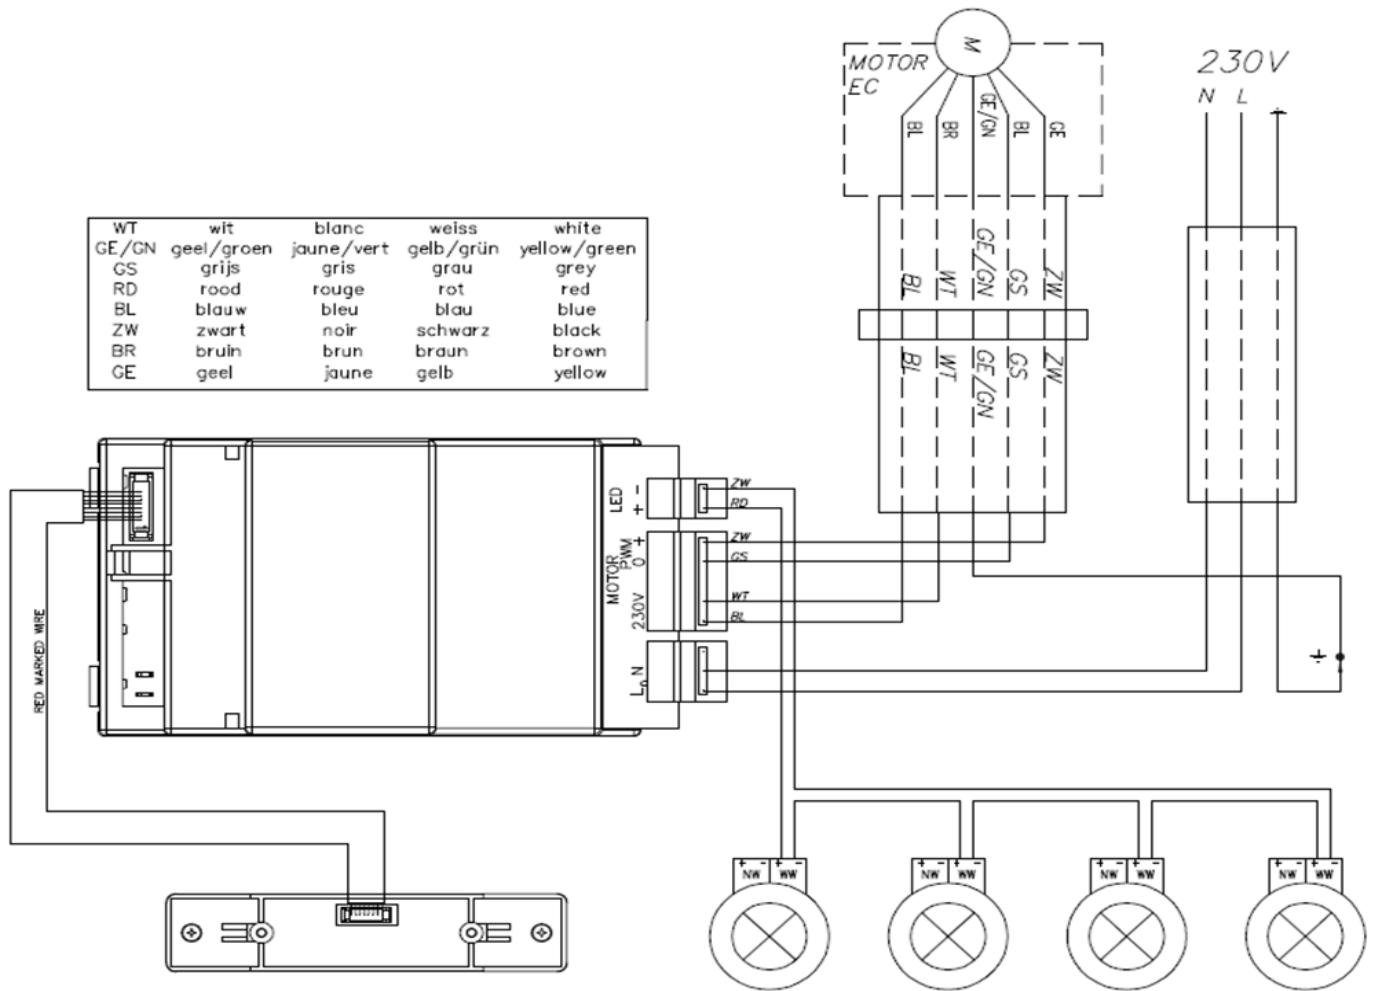 M
MOTOR
EC
230V
N L
BL BR GE/GN BL GE
WT wit blanc weiss white
GE/GN geel/groen jaune/vert gelb/grün yellow/green
GS grijs gris grau grey
RD rood rouge rot red
BL blauw bleu blau blue
ZW zwart noir schwarz black
BR bruin brun braun brown
GE geel jaune gelb yellow
BL WT GE/GN GS ZW
BL WT GE/GN GS ZW
LED
+ -
ZW
RD
MOTOR
PWM
0 +
230V
ZW
GS
WT
BL
L N
RED MARKED WIRE
+ - + -
NW WW
+ - + -
NW WW
+ - + -
NW WW
+ - + -
NW WW